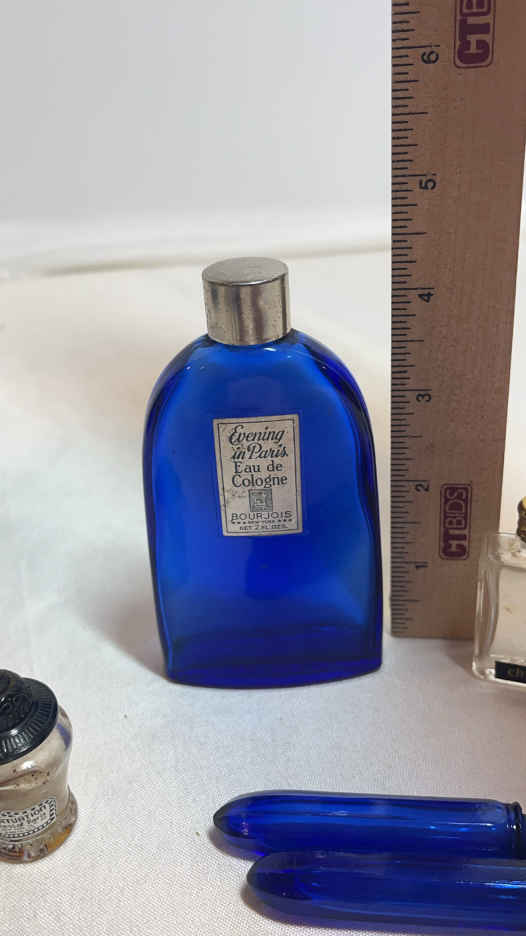 CTB
6
5
4
3
2
1
CTBIDS
Evening
in Paris
Eau de
Cologne
BOURJOIS
NEW YORK
NET 2 FL. OZS.